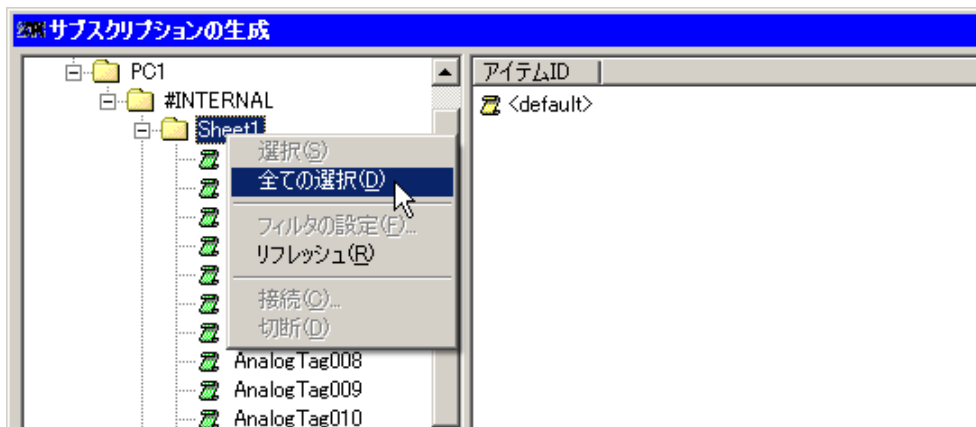 サブスクリプションの生成
PC1
#INTERNAL
Sheet1
選択(S)
全ての選択(D)
フィルタの設定(F)...
リフレッシュ(R)
接続(C)...
切断(D)
AnalogTag008
AnalogTag009
AnalogTag010
アイテムID
<default>